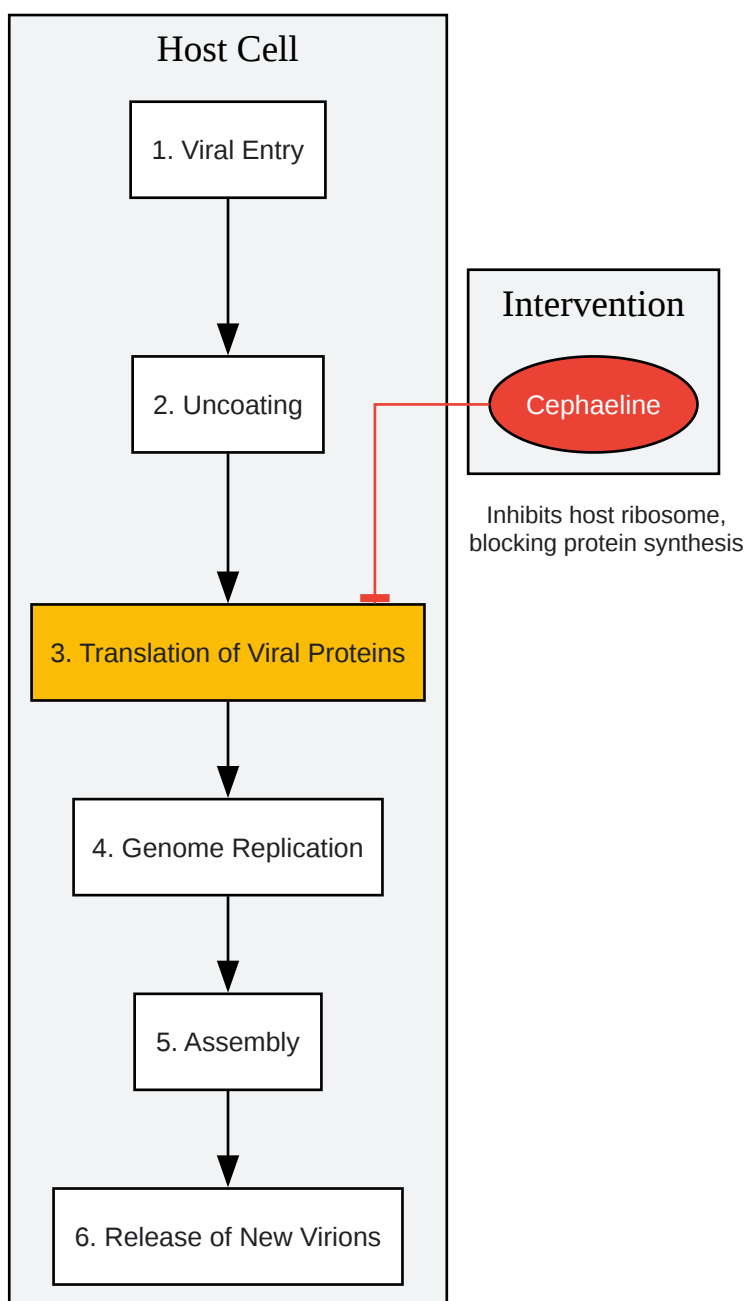 Host Cell
1. Viral Entry
Intervention
2. Uncoating
Cephaeline
Inhibits host ribosome,
blocking protein synthesis
3. Translation of Viral Proteins
4. Genome Replication
5. Assembly
6. Release of New Virions